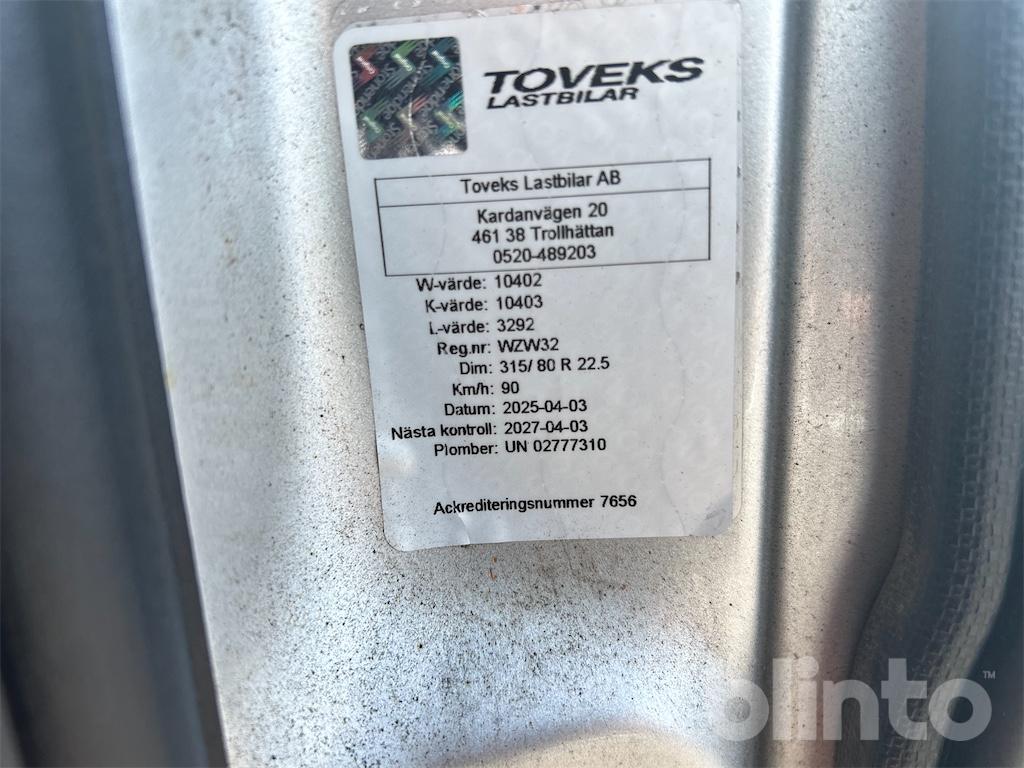 TOVEKS
LASTBILAR
Toveks Lastbilar AB
Kardanvägen 20
461 38 Trollhättan
0520-489203
W-värde: 10402
K-värde: 10403
L-värde: 3292
Reg.nr: WZW32
Dim: 315/ 80 R 22.5
Km/h: 90
Datum: 2025-04-03
Nästa kontroll: 2027-04-03
Plomber: UN 02777310
Ackrediteringsnummer 7656
blinto™